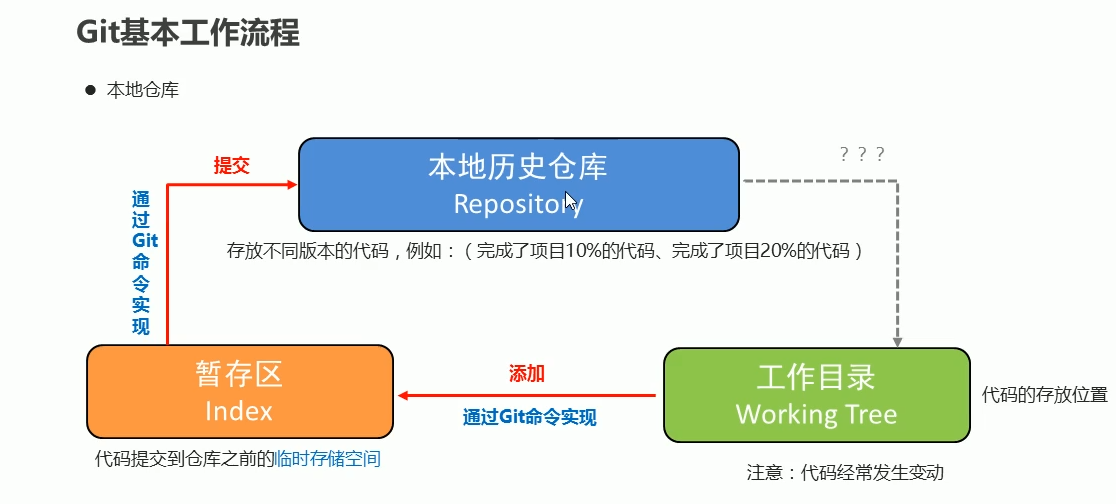 Git基本工作流程
● 本地仓库
提交
？？？
本地历史仓库
Repository
通过Git命令实现
存放不同版本的代码，例如：（完成了项目10%的代码、完成了项目20%的代码）
暂存区
Index
添加
通过Git命令实现
工作目录
Working Tree
代码的存放位置
代码提交到仓库之前的临时存储空间
注意：代码经常发生变动